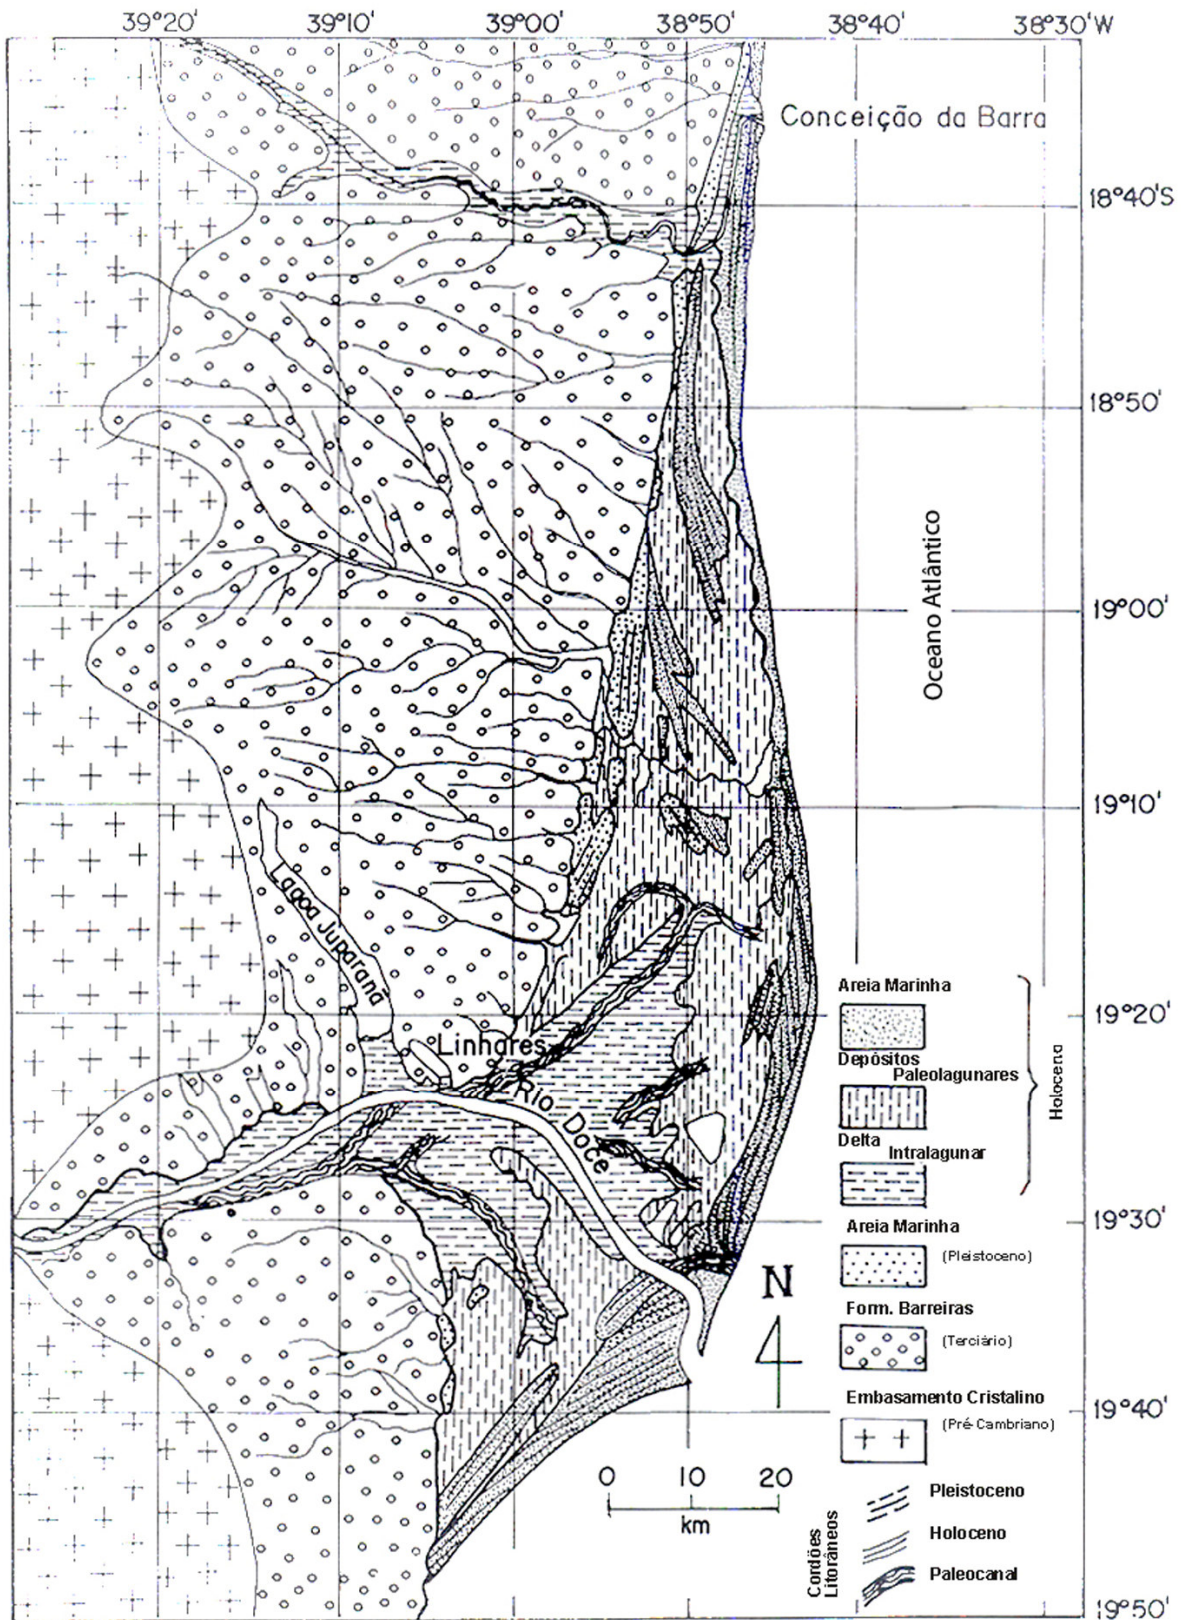 39°20' 39°10' 39°00' 38°50' 38°40' 38°30'W
Conceição da Barra
18°40'S
18°50'
Oceano Atlântico
19°00'
19°10'
Lagoa Juparanã
Areia Marinha
19°20'
Linhares
Depósitos
Paleolagunares
Holoceno
Rio Doce
Delta
Intralagunar
19°30'
Areia Marinha
(Pleistoceno)
N
Form. Barreiras
(Terciário)
Embasamento Cristalino
(Pré-Cambriano)
19°40'
0 10 20
km
Cordões
Litorâneos
Pleistoceno
Holoceno
Paleocanal
19°50'